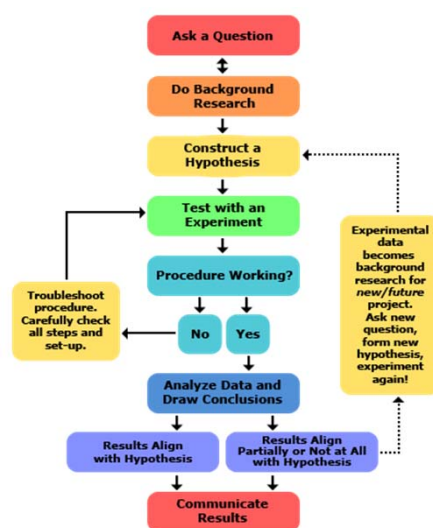 Ask a Question
Do Background
Research
Construct a
Hypothesis
Test with an
Experiment
Procedure Working?
No
Yes
Troubleshoot
procedure.
Carefully check
all steps and
set-up.
Analyze Data and
Draw Conclusions
Results Align
with Hypothesis
Results Align
Partially or Not at All
with Hypothesis
Experimental
data
becomes
background
research for
new/future
project.
Ask new
question,
form new
hypothesis,
experiment
again!
Communicate
Results